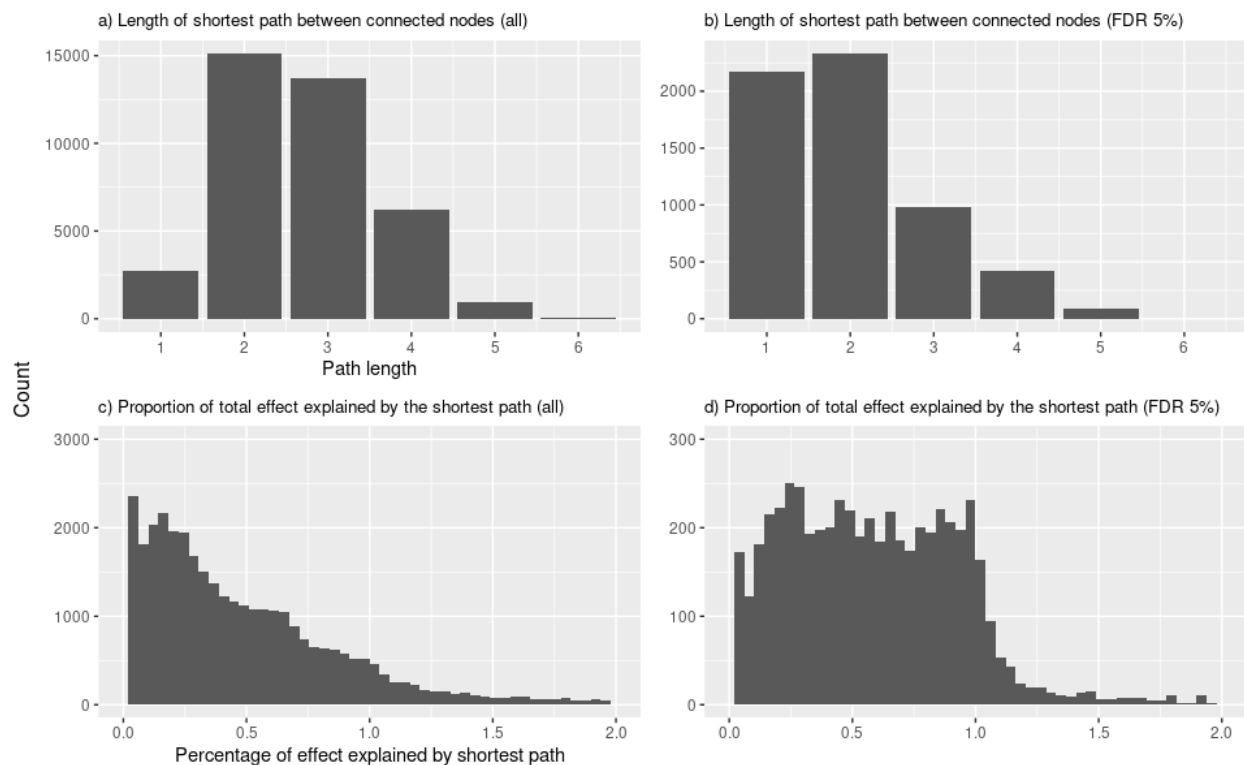 a) Length of shortest path between connected nodes (all)
15000
10000
5000
0
1 2 3 4 5 6
Path length
b) Length of shortest path between connected nodes (FDR 5%)
2000
1500
1000
500
0
1 2 3 4 5 6
Count
c) Proportion of total effect explained by the shortest path (all)
3000
2000
1000
0
0.0 0.5 1.0 1.5 2.0
Percentage of effect explained by shortest path
d) Proportion of total effect explained by the shortest path (FDR 5%)
300
200
100
0
0.0 0.5 1.0 1.5 2.0